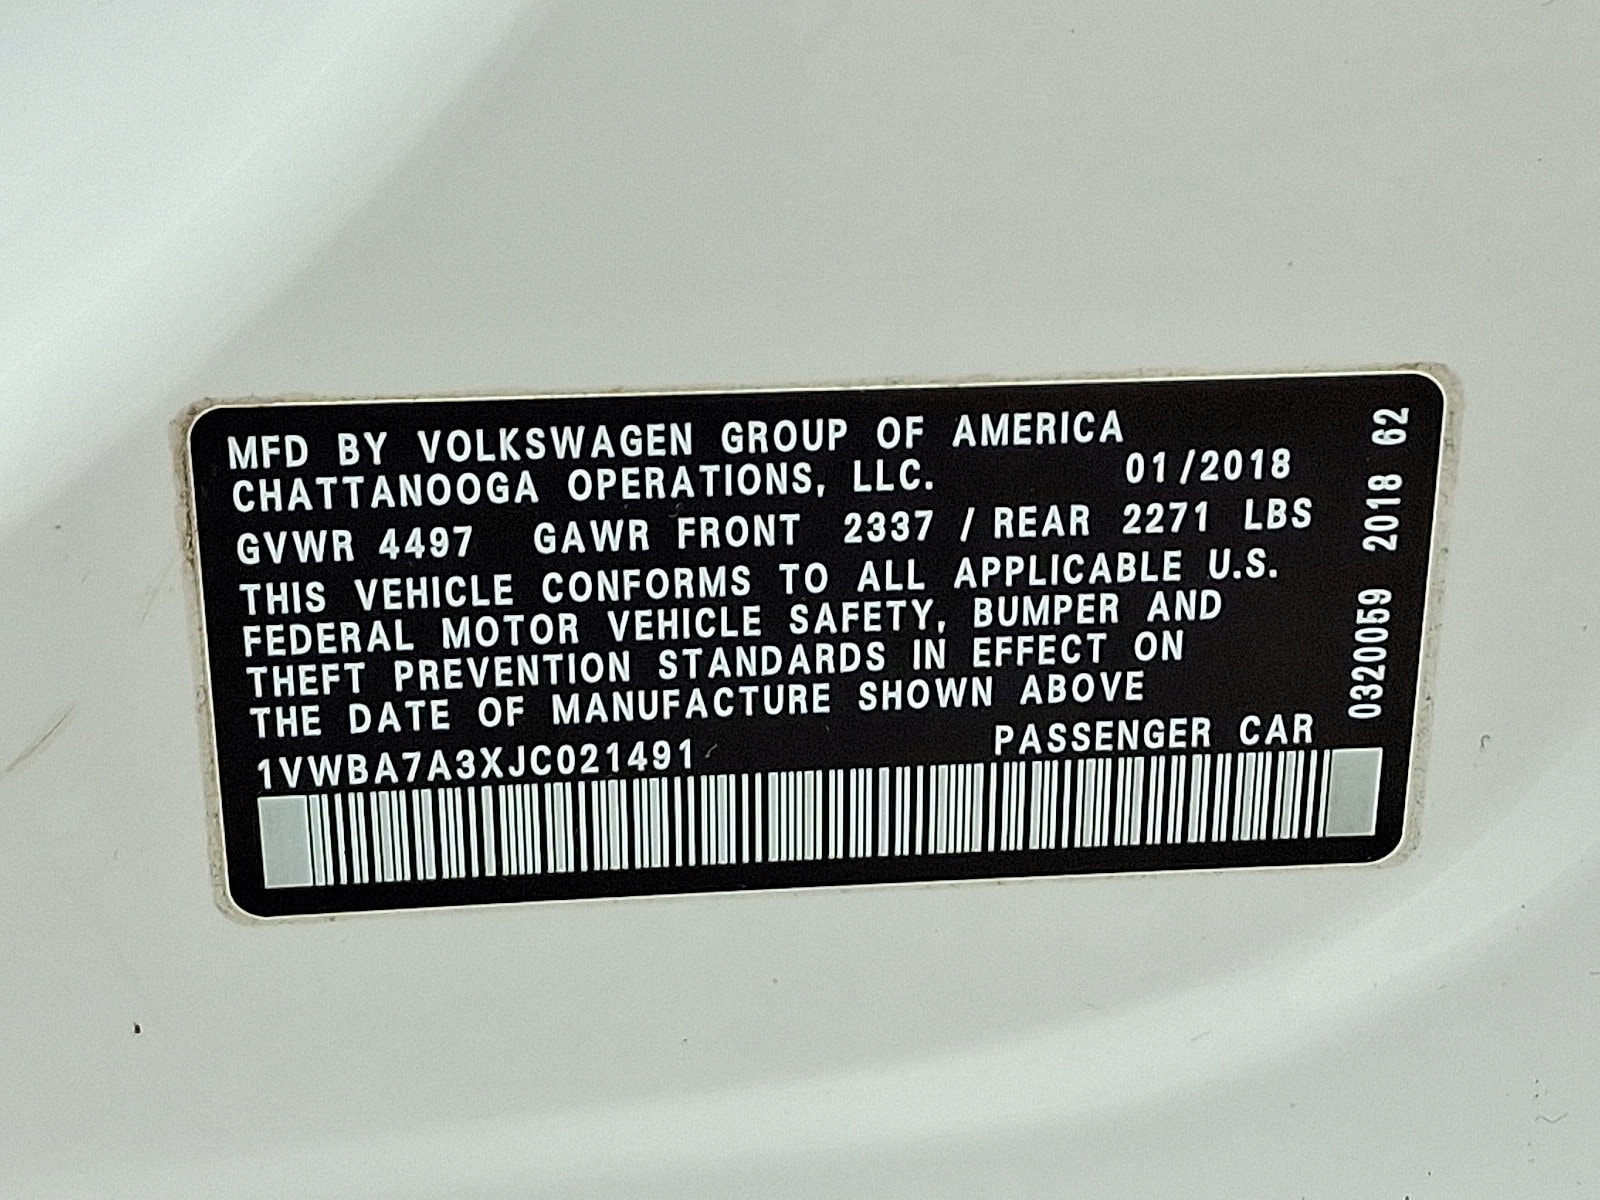 MFD BY VOLKSWAGEN GROUP OF AMERICA
CHATTANOOGA OPERATIONS, LLC. 01/2018
GVWR 4497 GAWR FRONT 2337 / REAR 2271 LBS
THIS VEHICLE CONFORMS TO ALL APPLICABLE U.S.
FEDERAL MOTOR VEHICLE SAFETY, BUMPER AND
THEFT PREVENTION STANDARDS IN EFFECT ON
THE DATE OF MANUFACTURE SHOWN ABOVE
1VWBA7A3XJC021491 PASSENGER CAR
0320059 2018 62